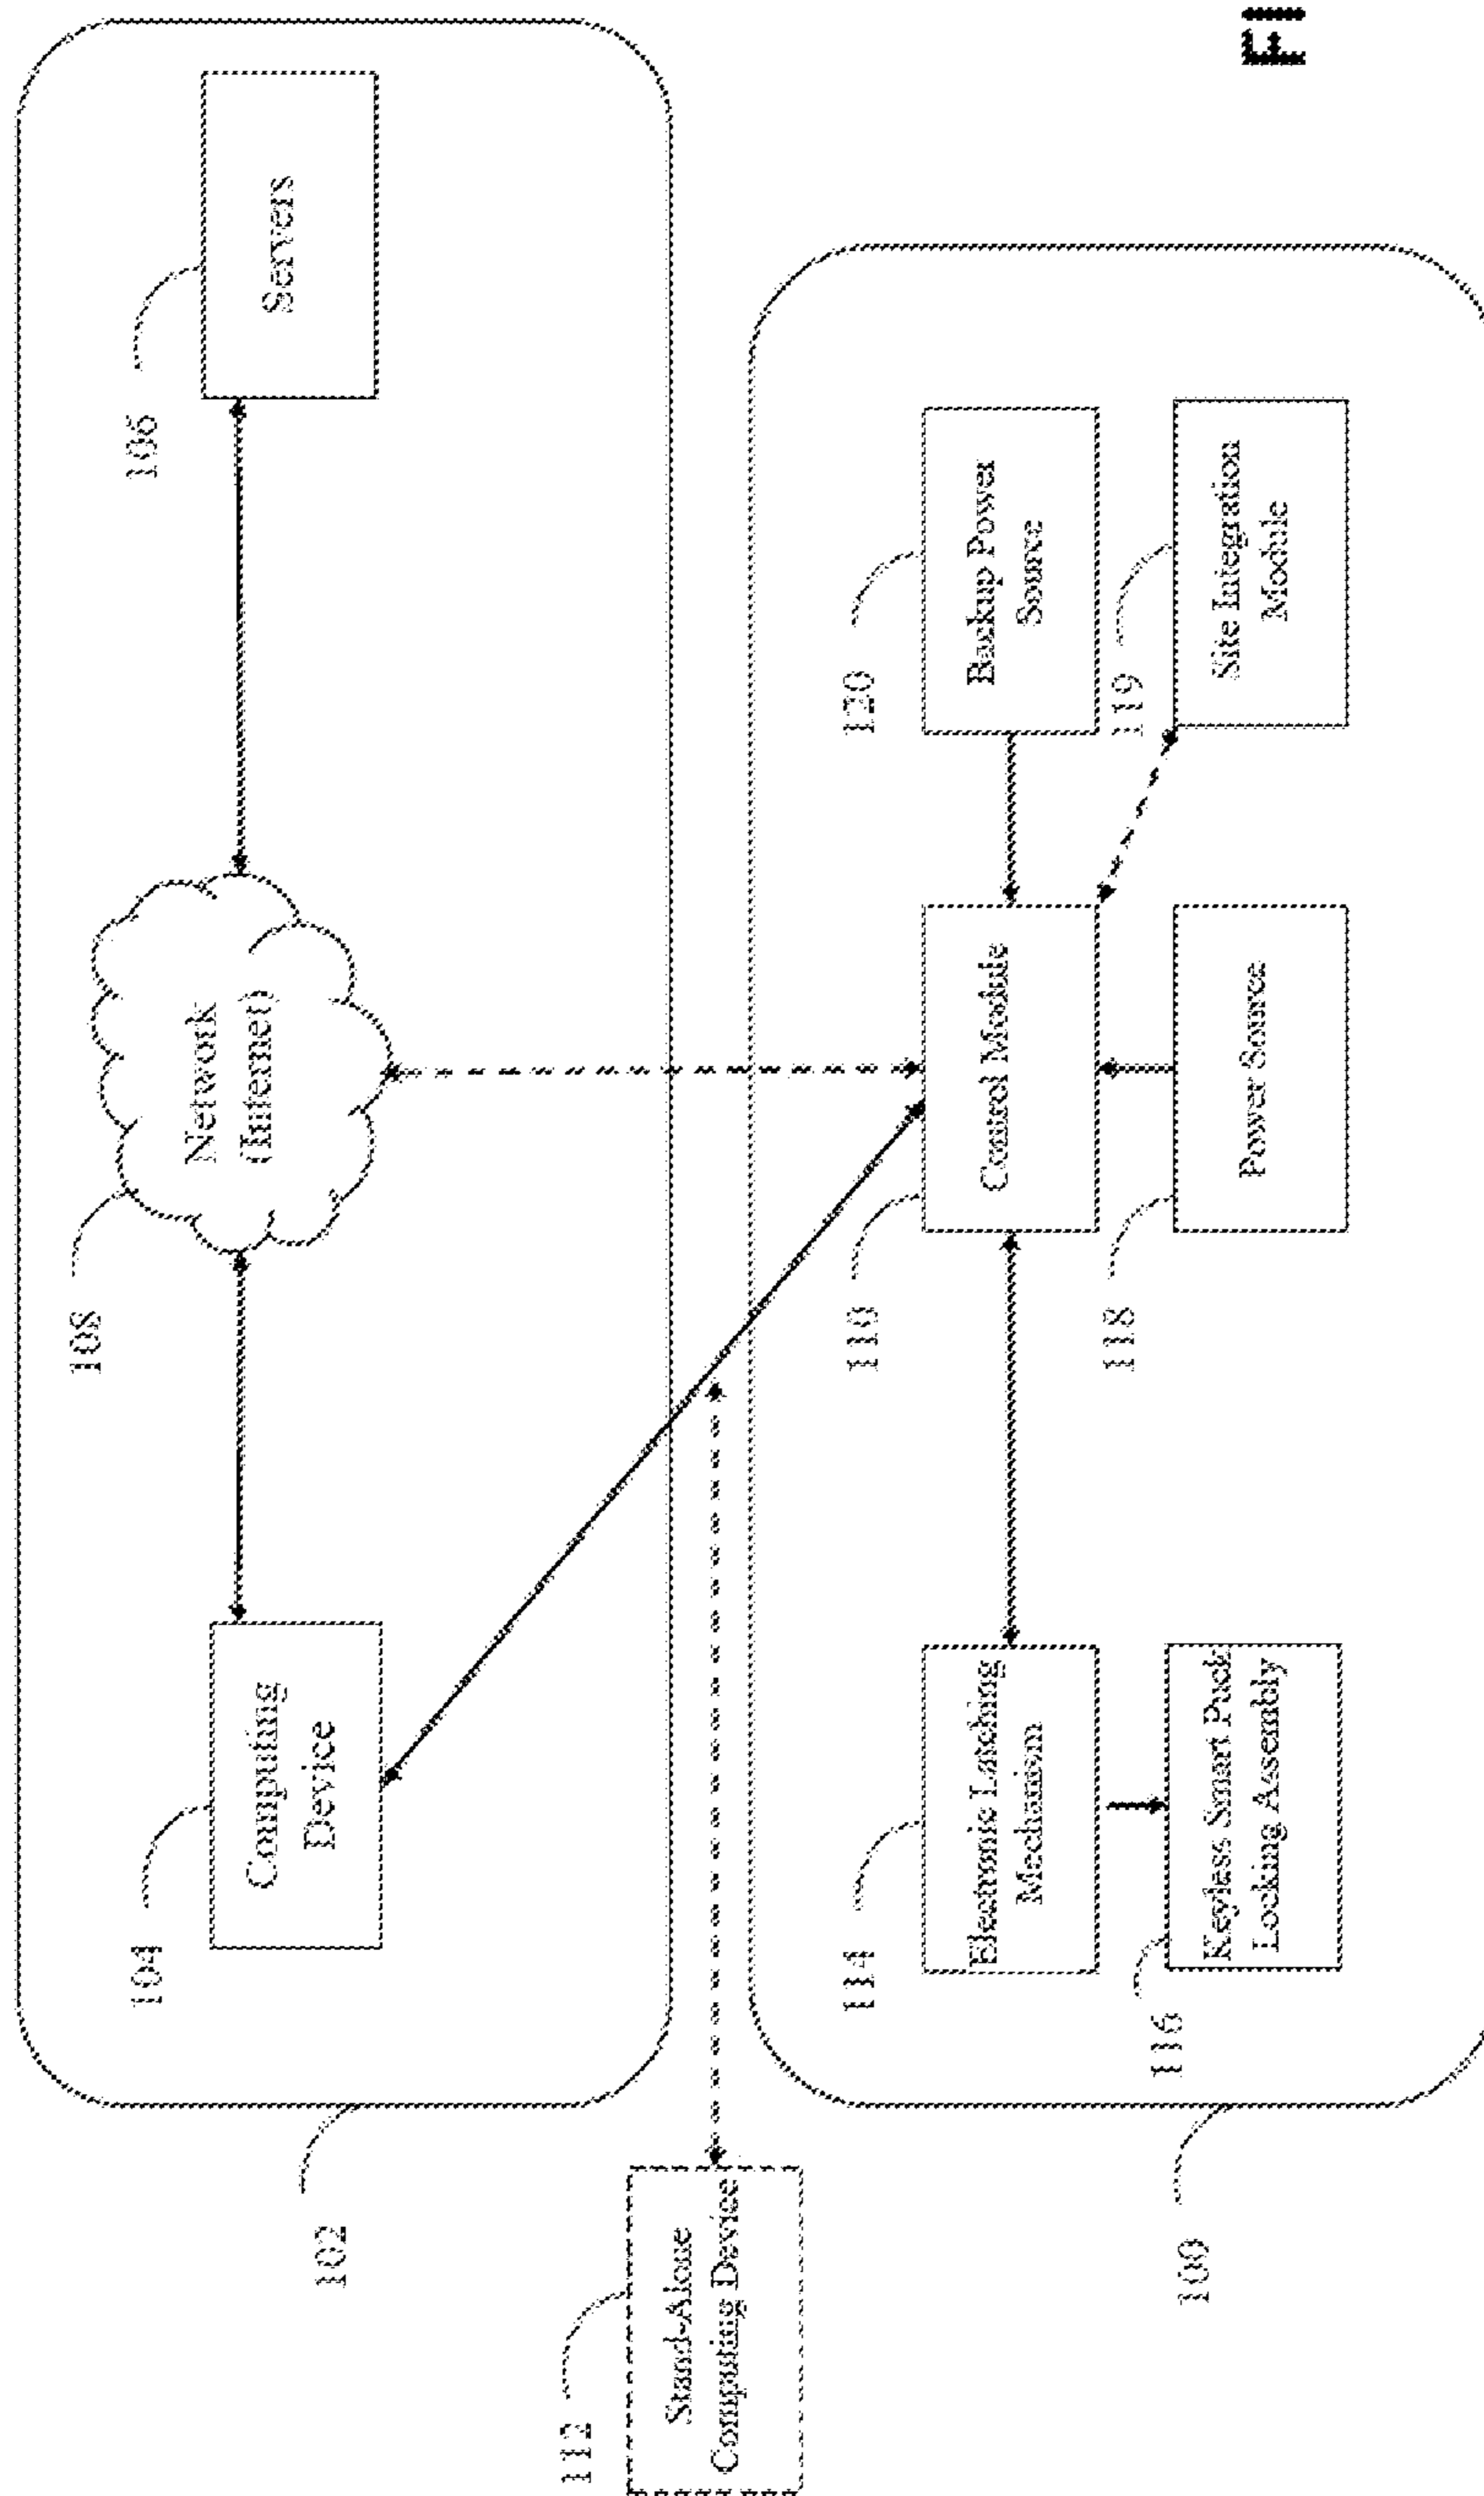 102
108
106
104
Network
(Internet)
Servers
Computing
Device
112
Stand-Alone
Computing Device
100
114
110
120
Electronic Latching
Mechanism
Control Module
Backup Power
Source
116
118
119
Keyless Smart Puck
Locking Assembly
Power Source
Site Integration
Module
FI